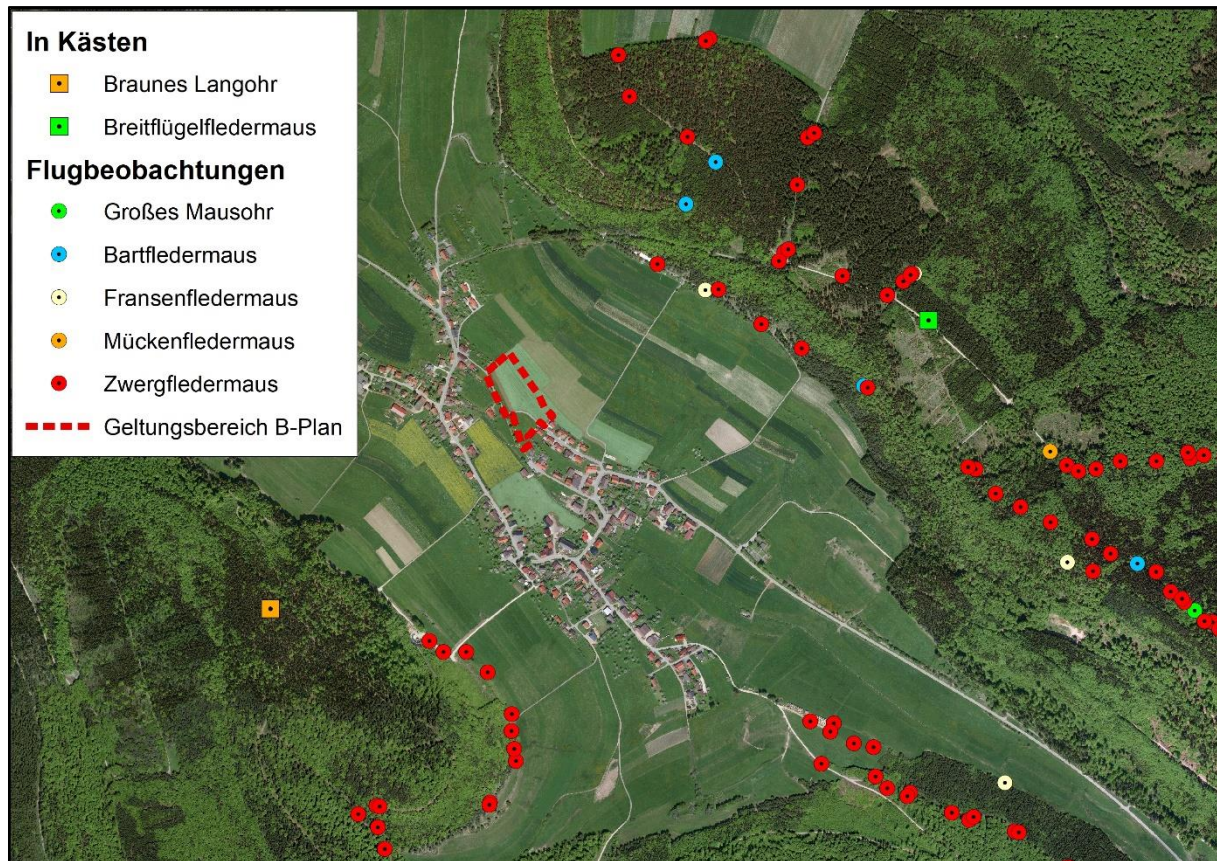 In Kästen
Braunes Langohr
Breitflügelfledermaus
Flugbeobachtungen
Großes Mausohr
Bartfledermaus
Fransenfledermaus
Mückenfledermaus
Zwergfledermaus
Geltungsbereich B-Plan